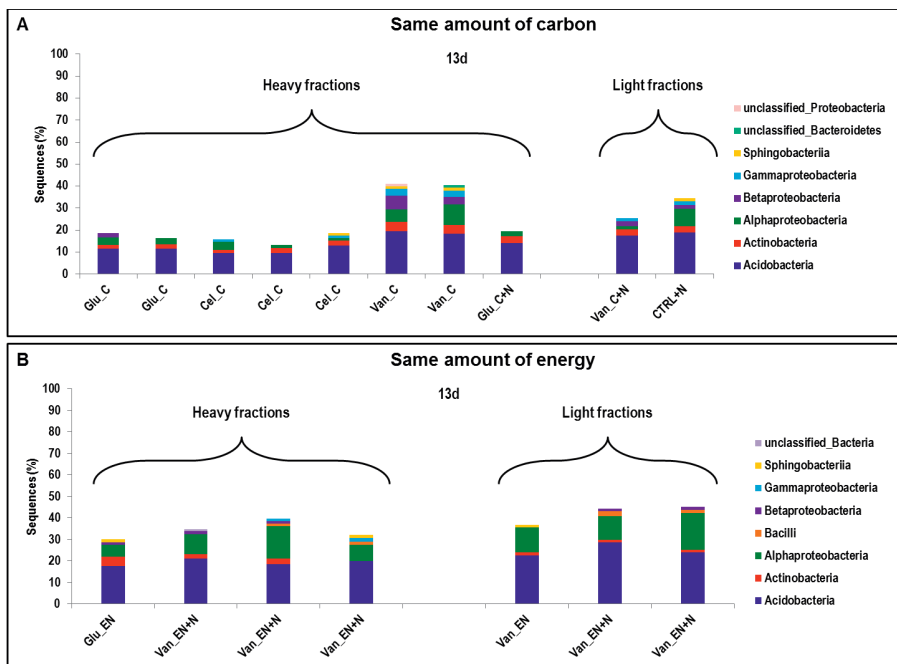 A
Same amount of carbon
13d
Heavy fractions
Light fractions
Sequences (%)
100
90
80
70
60
50
40
30
20
10
0
Glu_C
Glu_C
Cel_C
Cel_C
Cel_C
Van_C
Van_C
Glu_C+N
Van_C+N
CTRL+N
unclassified_Proteobacteria
unclassified_Bacteroidetes
Sphingobacteriia
Gammaproteobacteria
Betaproteobacteria
Alphaproteobacteria
Actinobacteria
Acidobacteria
B
Same amount of energy
13d
Heavy fractions
Light fractions
Sequences (%)
100
90
80
70
60
50
40
30
20
10
0
Glu_EN
Van_EN+N
Van_EN+N
Van_EN+N
Van_EN
Van_EN+N
Van_EN+N
unclassified_Bacteria
Sphingobacteriia
Gammaproteobacteria
Betaproteobacteria
Bacilli
Alphaproteobacteria
Actinobacteria
Acidobacteria